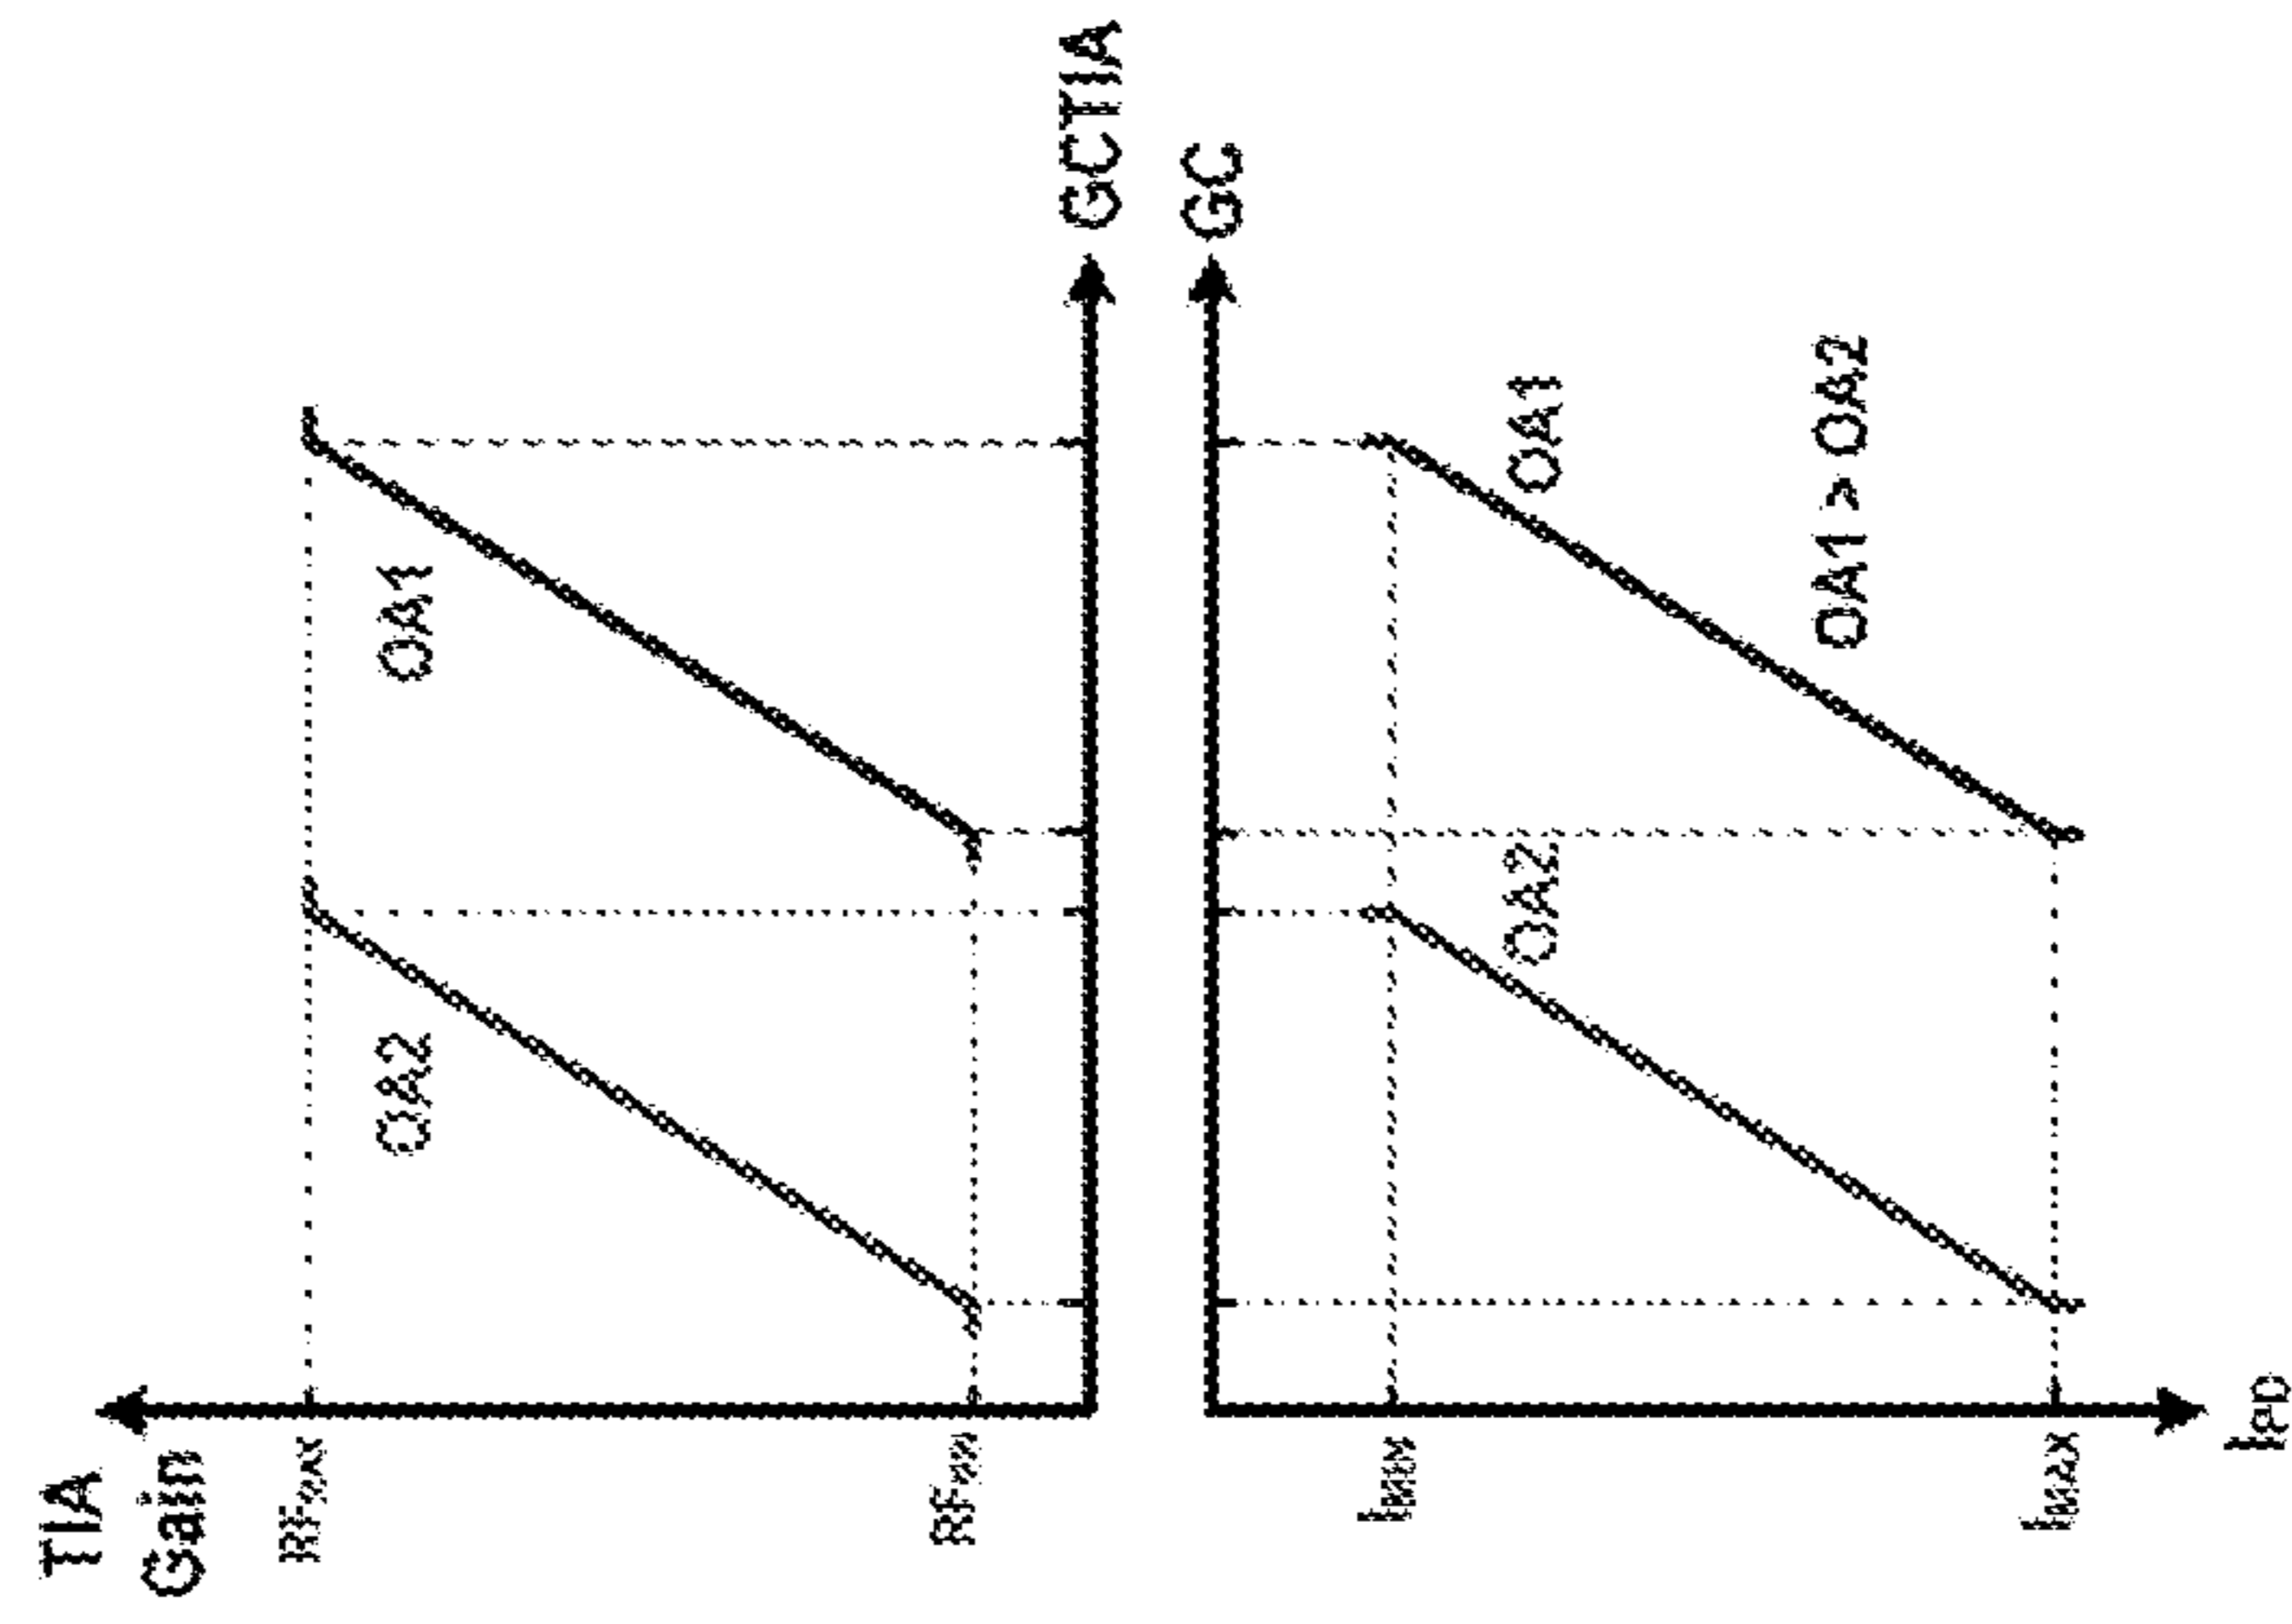 TIA
Gain
RFMAX
RFMIN
OA2
OA1
GCTIA
GC
IMIN
IMAX
OA2
OA1
OA1 > OA2
IPD